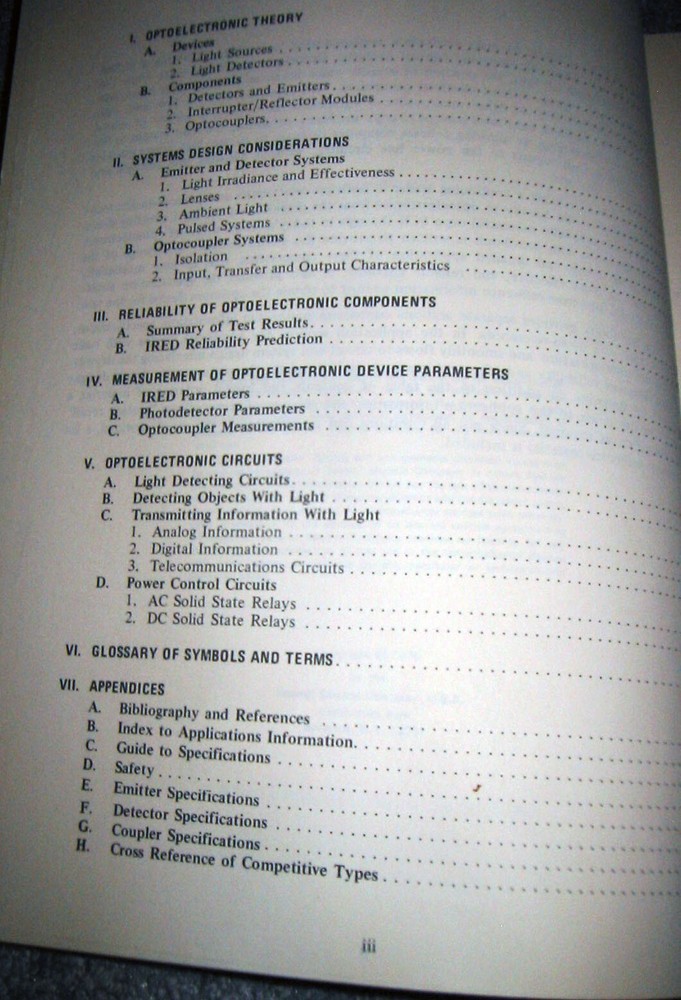 I. OPTOELECTRONIC THEORY
A. Devices
1. Light Sources
2. Light Detectors
B. Components
1. Detectors and Emitters
2. Interrupter/Reflector Modules
3. Optocouplers
II. SYSTEMS DESIGN CONSIDERATIONS
A. Emitter and Detector Systems
1. Light Irradiance and Effectiveness
2. Lenses
3. Ambient Light
4. Pulsed Systems
B. Optocoupler Systems
1. Isolation
2. Input, Transfer and Output Characteristics
III. RELIABILITY OF OPTOELECTRONIC COMPONENTS
A. Summary of Test Results
B. IRED Reliability Prediction
IV. MEASUREMENT OF OPTOELECTRONIC DEVICE PARAMETERS
A. IRED Parameters
B. Photodetector Parameters
C. Optocoupler Measurements
V. OPTOELECTRONIC CIRCUITS
A. Light Detecting Circuits
B. Detecting Objects With Light
C. Transmitting Information With Light
1. Analog Information
2. Digital Information
3. Telecommunications Circuits
D. Power Control Circuits
1. AC Solid State Relays
2. DC Solid State Relays
VI. GLOSSARY OF SYMBOLS AND TERMS
VII. APPENDICES
A. Bibliography and References
B. Index to Applications Information
C. Guide to Specifications
D. Safety
E. Emitter Specifications
F. Detector Specifications
G. Coupler Specifications
H. Cross Reference of Competitive Types
iii